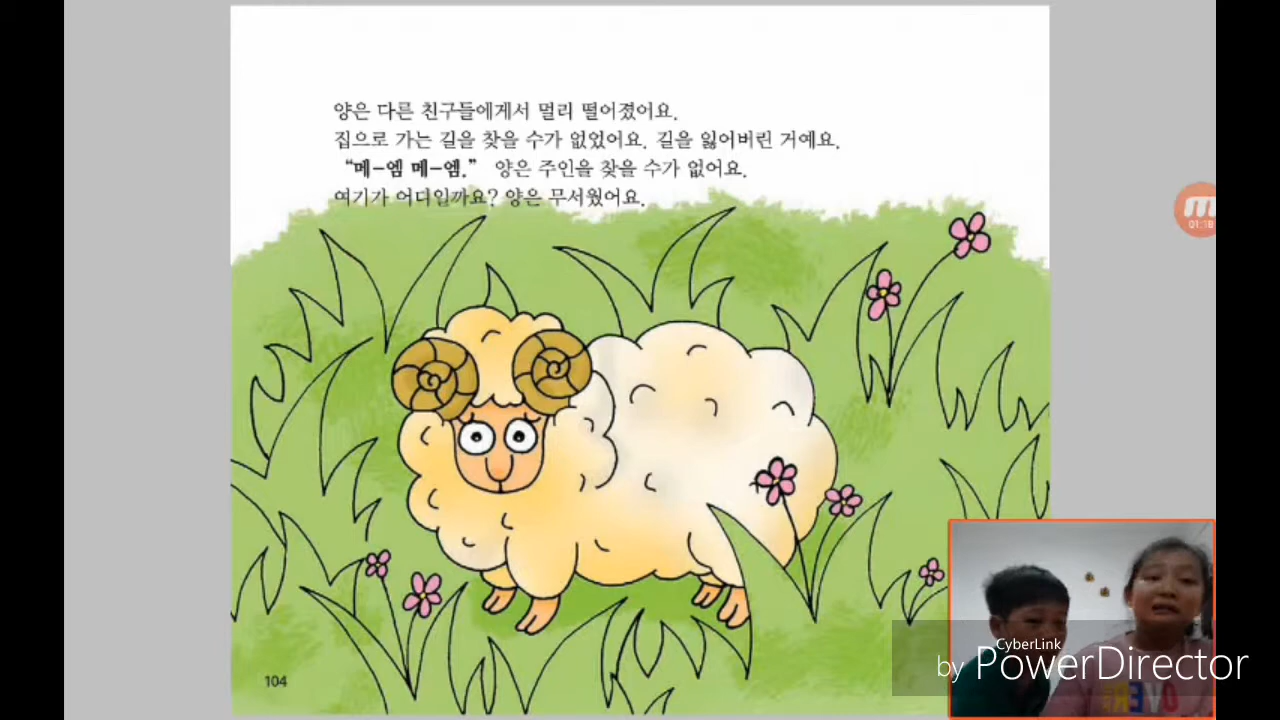 양은 다른 친구들에게서 멀리 떨어졌어요.
집으로 가는 길을 찾을 수가 없었어요. 길을 잃어버린 거예요.
“메-엠 메-엠.” 양은 주인을 찾을 수가 없어요.
여기가 어디일까요? 양은 무서웠어요.
01:18
104
CyberLink
by PowerDirector